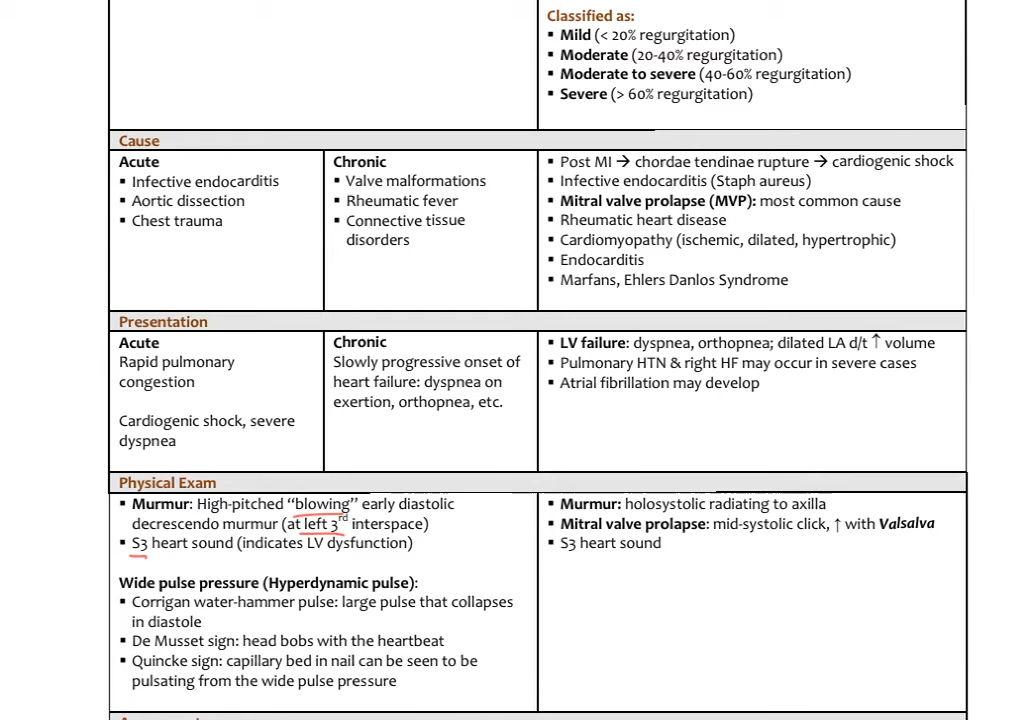 Classified as:
▪ Mild (< 20% regurgitation)
▪ Moderate (20-40% regurgitation)
▪ Moderate to severe (40-60% regurgitation)
▪ Severe (> 60% regurgitation)
Cause
Acute
▪ Infective endocarditis
▪ Aortic dissection
▪ Chest trauma
Chronic
▪ Valve malformations
▪ Rheumatic fever
▪ Connective tissue
disorders
▪ Post MI → chordae tendinae rupture → cardiogenic shock
▪ Infective endocarditis (Staph aureus)
▪ Mitral valve prolapse (MVP): most common cause
▪ Rheumatic heart disease
▪ Cardiomyopathy (ischemic, dilated, hypertrophic)
▪ Endocarditis
▪ Marfans, Ehlers Danlos Syndrome
Presentation
Acute
Rapid pulmonary
congestion
Cardiogenic shock, severe
dyspnea
Chronic
Slowly progressive onset of
heart failure: dyspnea on
exertion, orthopnea, etc.
▪ LV failure: dyspnea, orthopnea; dilated LA d/t ↑ volume
▪ Pulmonary HTN & right HF may occur in severe cases
▪ Atrial fibrillation may develop
Physical Exam
▪ Murmur: High-pitched “blowing” early diastolic
decrescendo murmur (at left 3rd interspace)
▪ S3 heart sound (indicates LV dysfunction)
Wide pulse pressure (Hyperdynamic pulse):
▪ Corrigan water-hammer pulse: large pulse that collapses
in diastole
▪ De Musset sign: head bobs with the heartbeat
▪ Quincke sign: capillary bed in nail can be seen to be
pulsating from the wide pulse pressure
▪ Murmur: holosystolic radiating to axilla
▪ Mitral valve prolapse: mid-systolic click, ↑ with Valsalva
▪ S3 heart sound